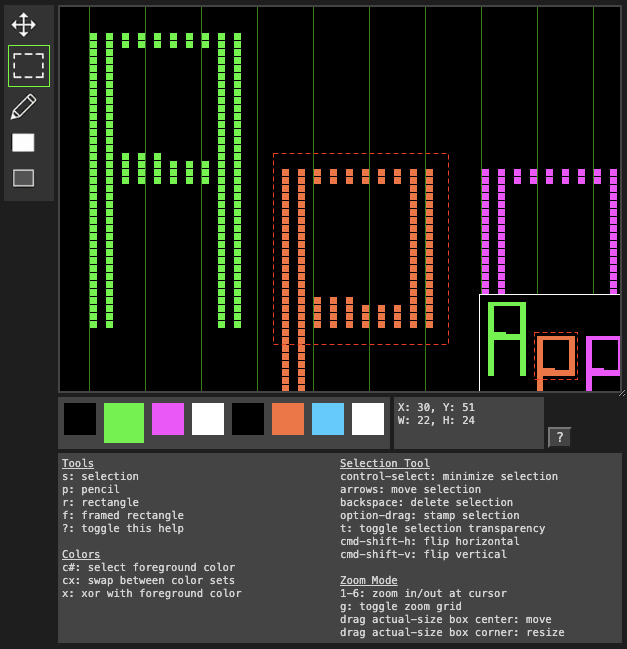 A p p
X: 30, Y: 51
W: 22, H: 24
?
Tools
s: selection
p: pencil
r: rectangle
f: framed rectangle
?: toggle this help
Colors
c#: select foreground color
cx: swap between color sets
x: xor with foreground color
Selection Tool
control-select: minimize selection
arrows: move selection
backspace: delete selection
option-drag: stamp selection
t: toggle selection transparency
cmd-shift-h: flip horizontal
cmd-shift-v: flip vertical
Zoom Mode
1-6: zoom in/out at cursor
g: toggle zoom grid
drag actual-size box center: move
drag actual-size box corner: resize